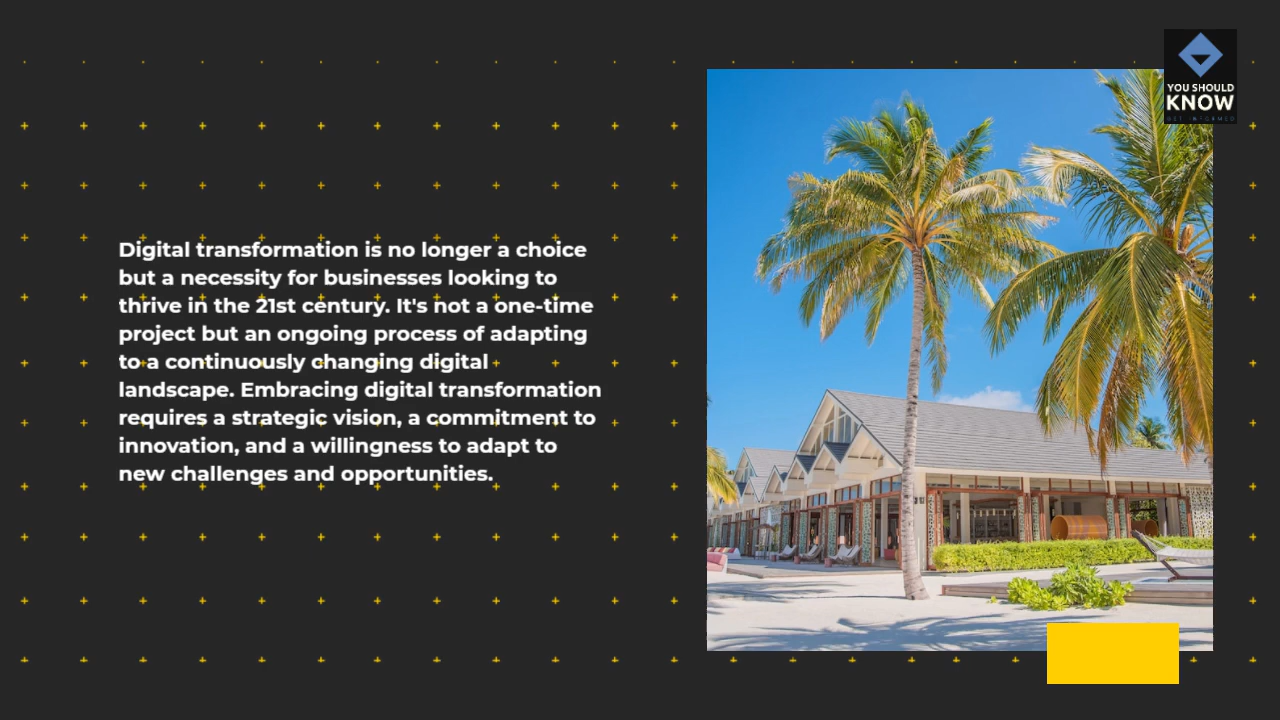 YOU SHOULD
KNOW
GET INFORMED
Digital transformation is no longer a choice
but a necessity for businesses looking to
thrive in the 21st century. It's not a one-time
project but an ongoing process of adapting
to a continuously changing digital
landscape. Embracing digital transformation
requires a strategic vision, a commitment to
innovation, and a willingness to adapt to
new challenges and opportunities.